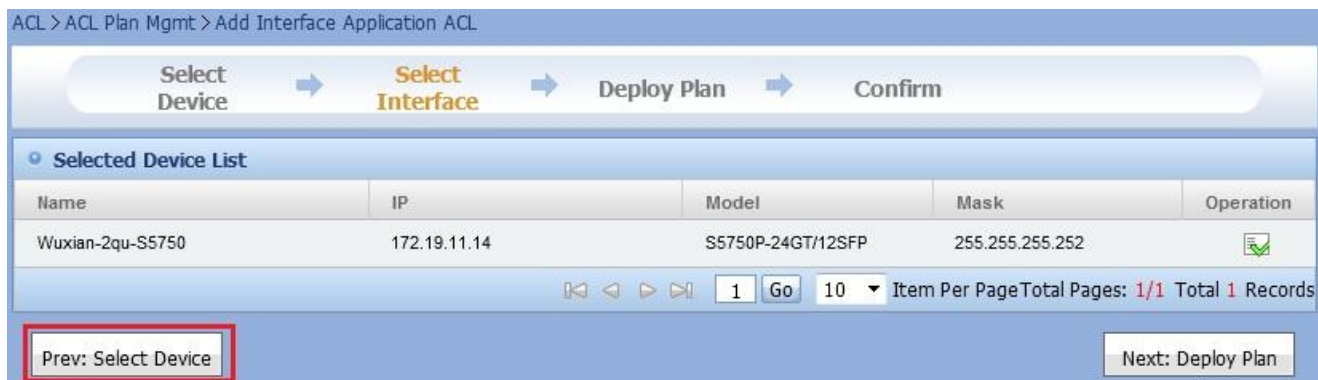 ACL > ACL Plan Mgmt > Add Interface Application ACL
Select Device
Select Interface
Deploy Plan
Confirm
Selected Device List
Name IP Model Mask Operation
Wuxian-2qu-S5750 172.19.11.14 S5750P-24GT/12SFP 255.255.255.252
1 Go 10 Item Per PageTotal Pages: 1/1 Total 1 Records
Prev: Select Device Next: Deploy Plan